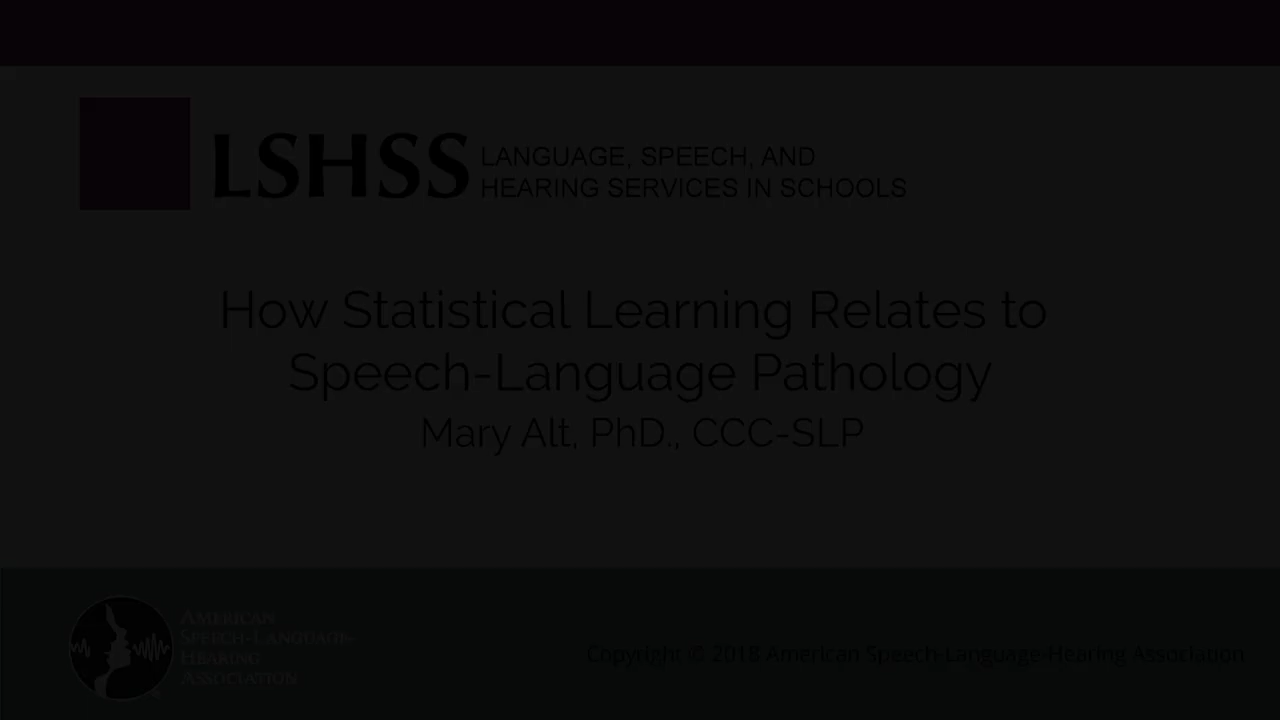 LSHSS
LANGUAGE, SPEECH, AND
HEARING SERVICES IN SCHOOLS
How Statistical Learning Relates to
Speech-Language Pathology
Mary Alt, PhD., CCC-SLP
AMERICAN
SPEECH-LANGUAGE-
HEARING
ASSOCIATION
Copyright © 2018 American Speech-Language-Hearing Association